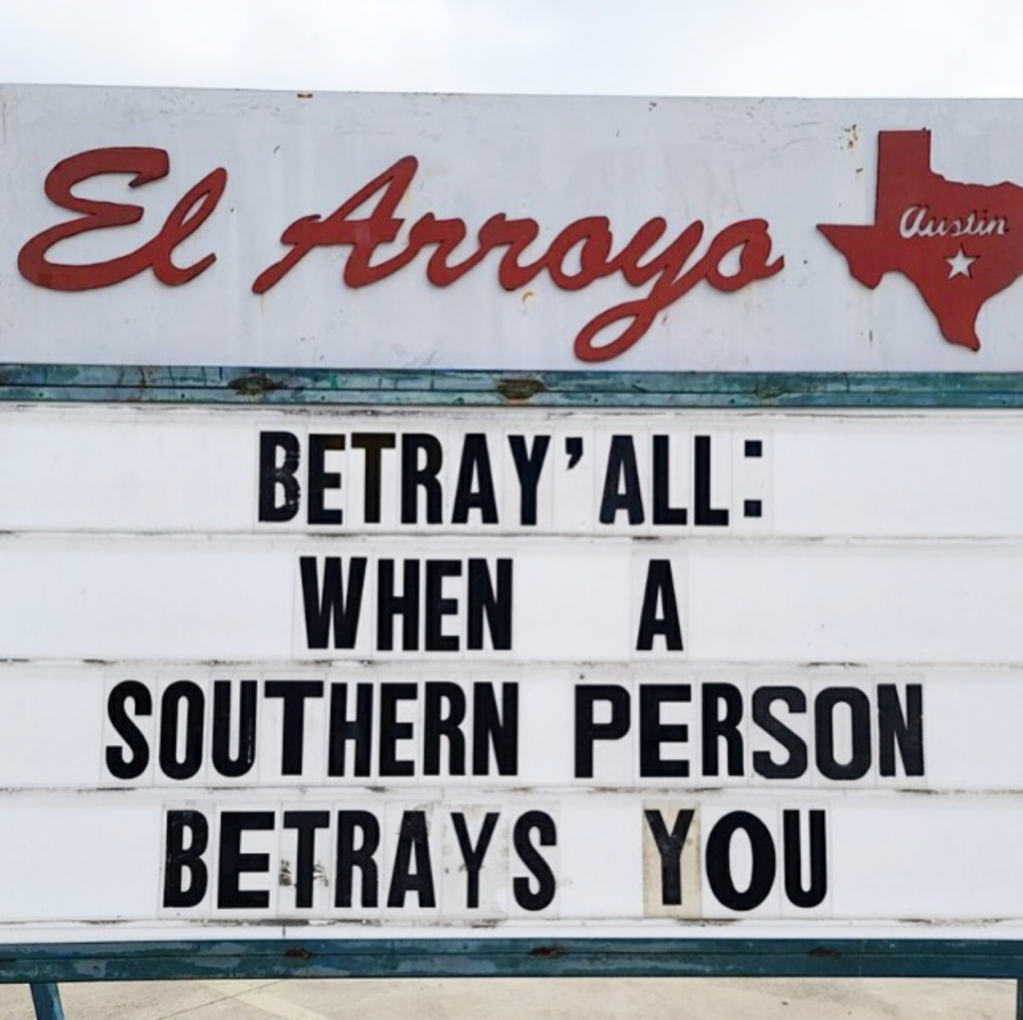 El Arroyo
Austin
BETRAY'ALL:
WHEN A
SOUTHERN PERSON
BETRAYS YOU